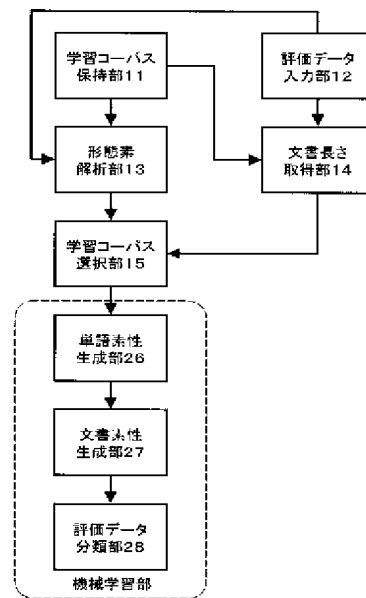 学習コーパス
保持部11
評価データ
入力部12
形態素
解析部13
文書長さ
取得部14
学習コーパス
選択部15
単語素性
生成部26
文書素性
生成部27
評価データ
分類部28
機械学習部